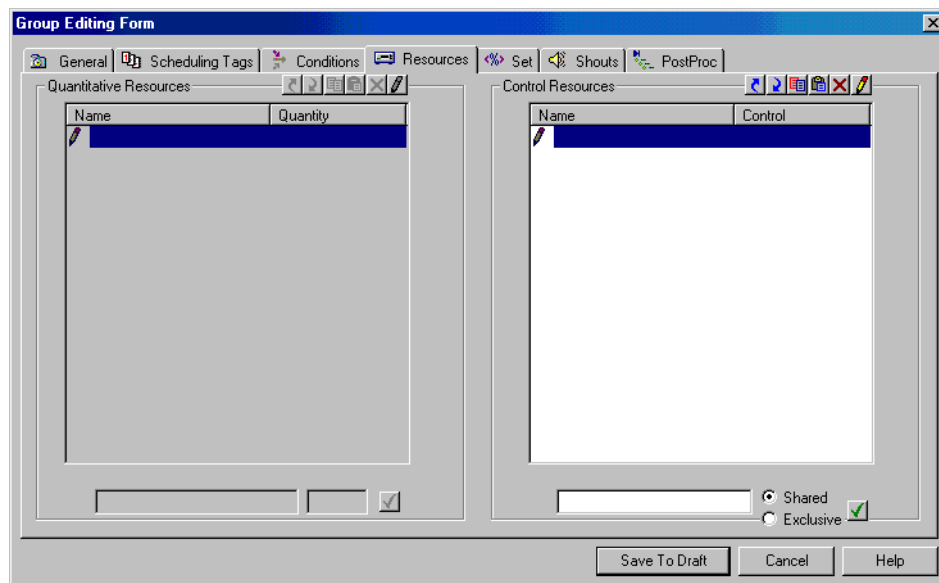 Group Editing Form
General Scheduling Tags Conditions Resources Set Shouts PostProc
Quantitative Resources
Name Quantity
Control Resources
Name Control
Shared
Exclusive
Save To Draft Cancel Help